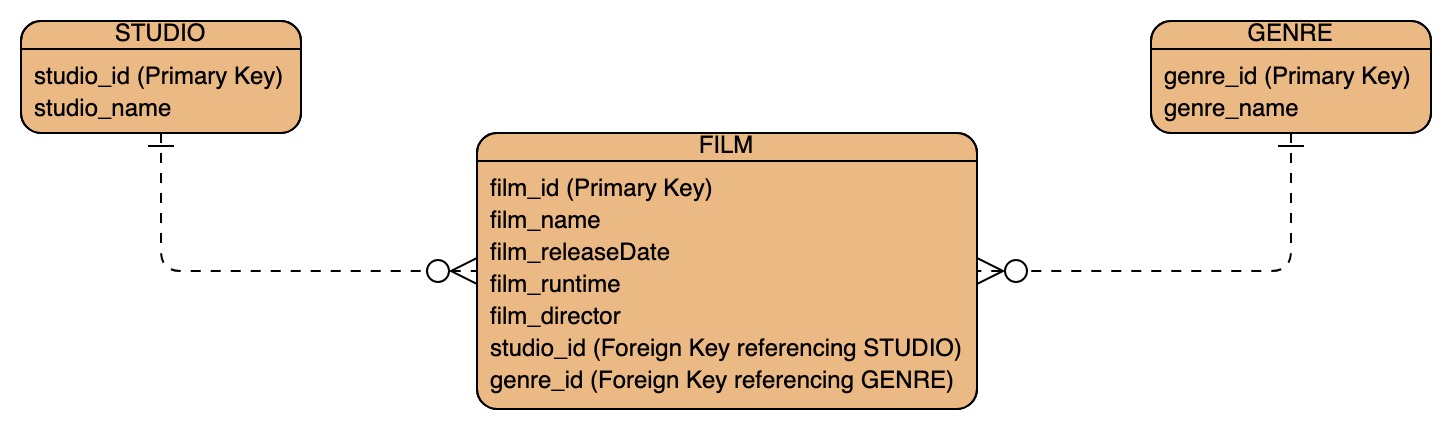 STUDIO
studio_id (Primary Key)
studio_name
GENRE
genre_id (Primary Key)
genre_name
FILM
film_id (Primary Key)
film_name
film_releaseDate
film_runtime
film_director
studio_id (Foreign Key referencing STUDIO)
genre_id (Foreign Key referencing GENRE)